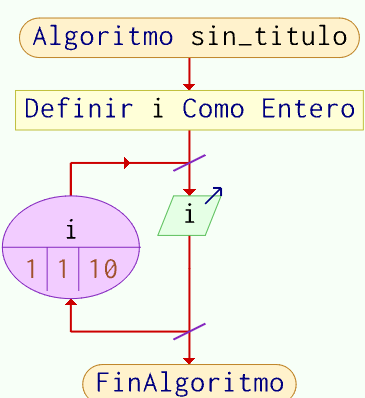 Algoritmo sin_titulo
Definir i Como Entero
i
i
1 1 10
FinAlgoritmo